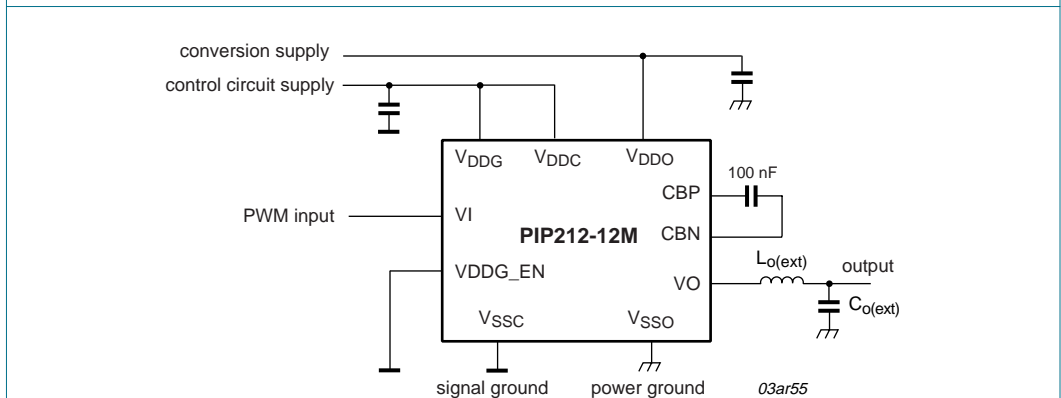 conversion supply
control circuit supply
VDDG VDDC VDDO
100 nF
CBP
PWM input
VI
PIP212-12M
CBN
VDDG_EN
Lo(ext)
output
VO
Co(ext)
VSSC VSSO
signal ground power ground 03ar55